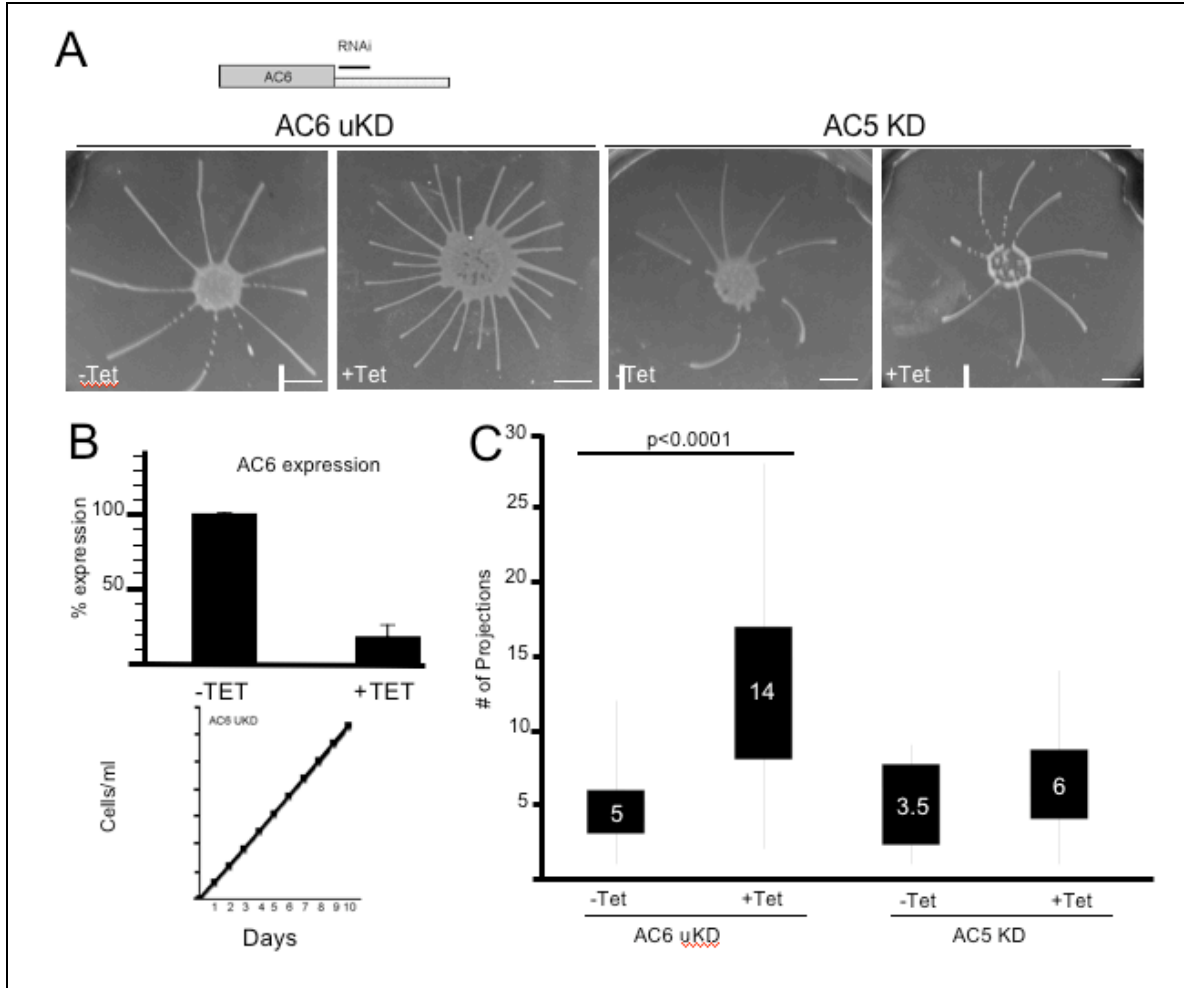 A
RNAi
AC6
AC6 uKD
AC5 KD
-Tet
+Tet
-Tet
+Tet
B
AC6 expression
% expression
100
50
-TET
+TET
AC6 UKD
Cells/ml
1 2 3 4 5 6 7 8 9 10
Days
C
p<0.0001
# of Projections
30
25
20
15
10
5
5
14
3.5
6
-Tet
+Tet
-Tet
+Tet
AC6 uKD
AC5 KD